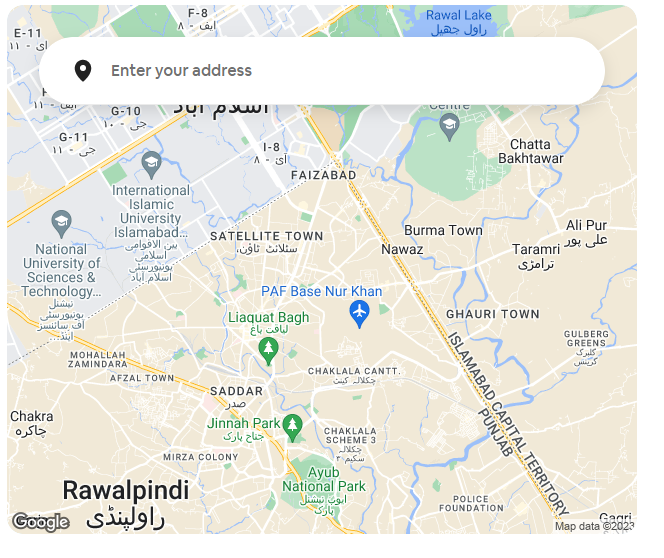 F-8
ایف - ۸
Rawal Lake
راول جھیل
E-11
ای - ۱۱
Enter your address
G-10
جی - ۱۰
اسلام آباد
Centre
G-11
جی - ۱۱
I-8
آئی - ۸
Chatta
Bakhtawar
FAIZABAD
International
Islamic
University
Islamabad...
بین الاقوامی
اسلامی
یونیورسٹی
اسلام آباد
National
University of
Sciences &
Technology...
نیشنل
یونیورسٹی
آف سائنسز
اینڈ...
SATELLITE TOWN
سٹلائٹ ٹاؤن،
Burma Town
Nawaz
Ali Pur
علی پور
Taramri
ترامڑی
PAF Base Nur Khan
Liaquat Bagh
لیاقت باغ
GHAURI TOWN
GULBERG
GREENS
گلبرگ
گرینس
ISLAMABAD CAPITAL TERRITORY
PUNJAB
MOHALLAH
ZAMINDARA
AFZAL TOWN
CHAKLALA CANTT.
چکلالہ کینٹ
SADDAR
صدر
Chakra
چاکرہ
Jinnah Park
جناح پارک
CHAKLALA
SCHEME 3
چکلالہ
سکیم ۳
MIRZA COLONY
Ayub
National Park
ایوب نیشنل
پارک
Rawalpindi
راولپنڈی
POLICE
FOUNDATION
Gagri
Google
Map data ©2023